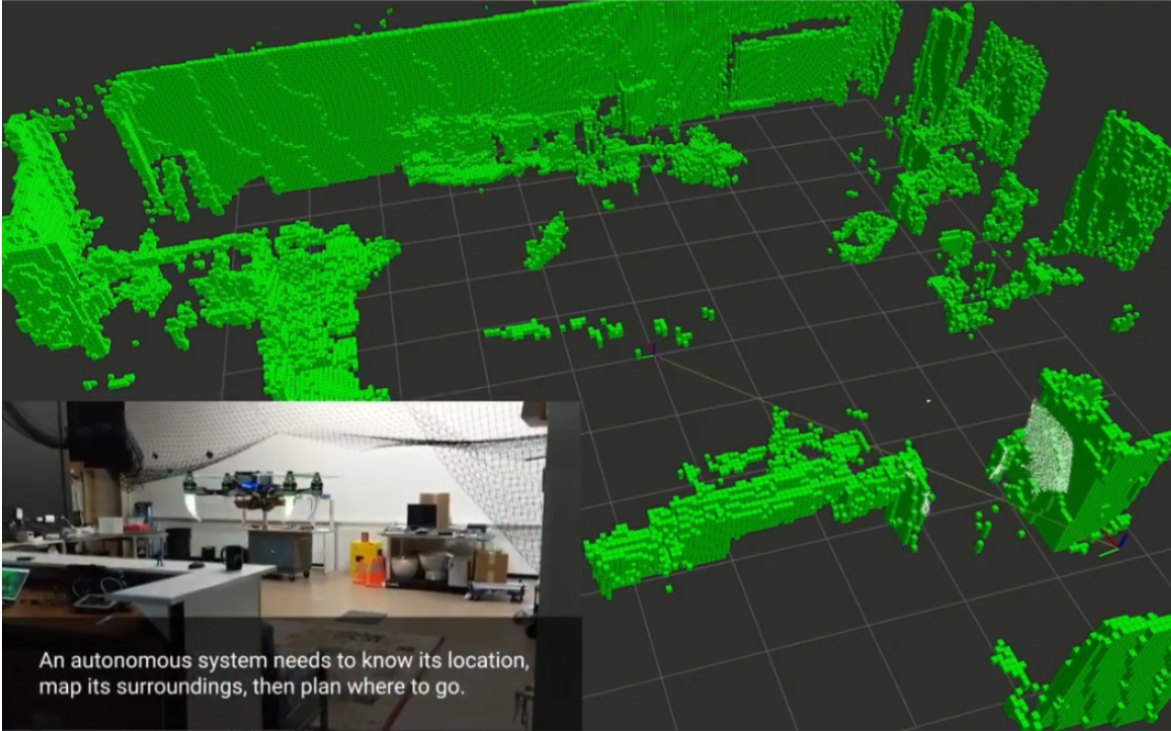 An autonomous system needs to know its location,
map its surroundings, then plan where to go.